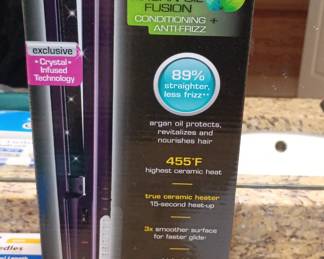 FUSION
CONDITIONING +
ANTI-FRIZZ
exclusive
• Crystal •
Infused
Technology
89%
straighter,
less frizz**
argan oil protects,
revitalizes and
nourishes hair
455°F
highest ceramic heat
true ceramic heater
15-second heat-up
3x smoother surface
for faster glide◊